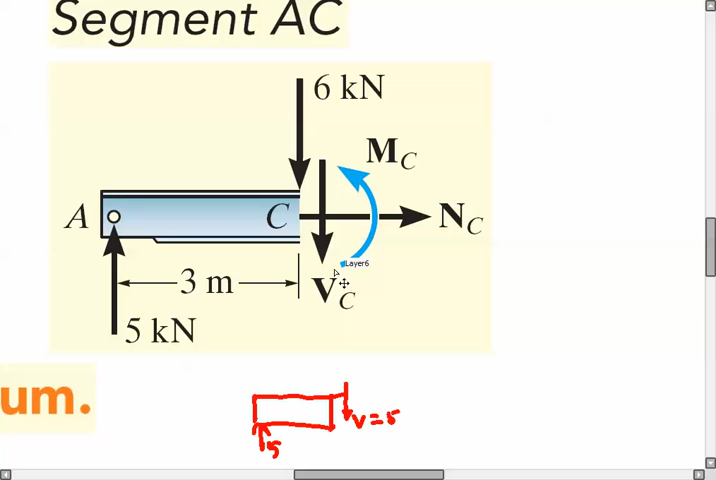 Segment AC
6 kN
M_C
A
C
N_C
Layer6
3 m
V_C
5 kN
um.
V=5
5